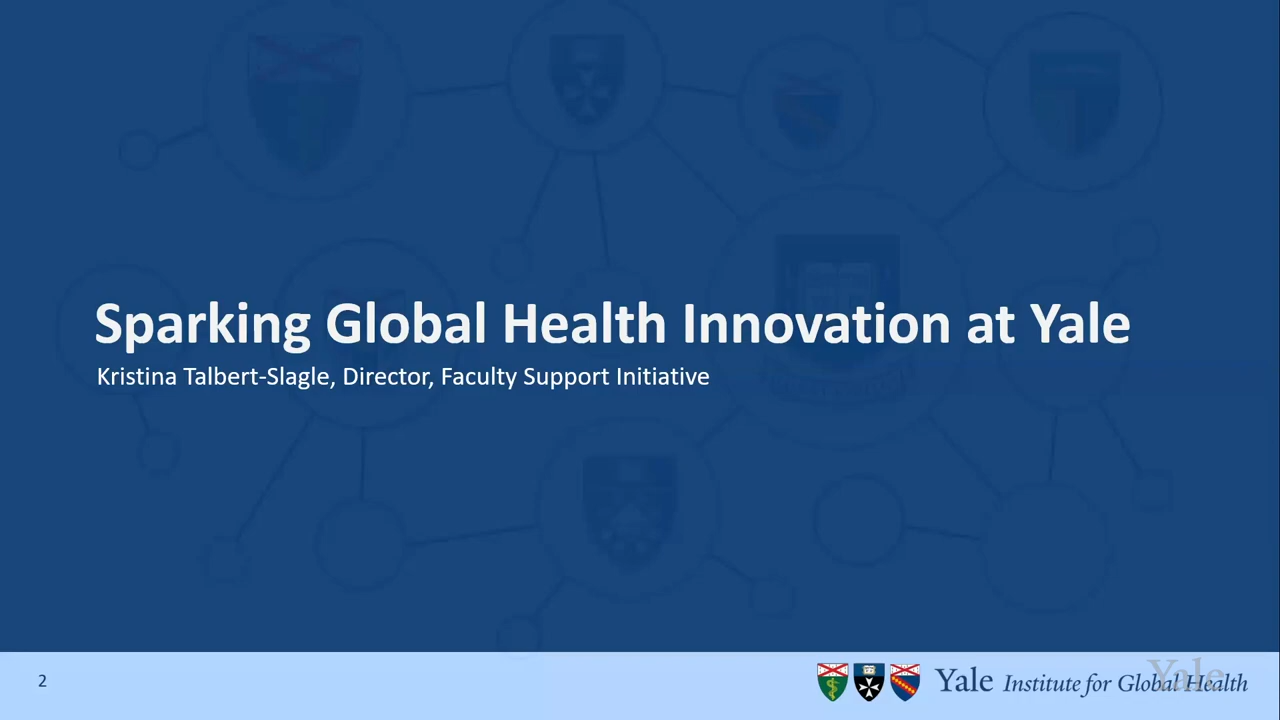 Sparking Global Health Innovation at Yale
Kristina Talbert-Slagle, Director, Faculty Support Initiative
2
Yale Institute for Global Health
Yale